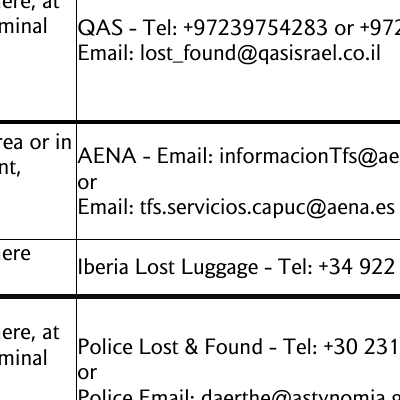 ere, at
minal
QAS - Tel: +97239754283 or +972
Email: lost_found@qasisrael.co.il
rea or in
nt,
AENA - Email: informacionTfs@ae
or
Email: tfs.servicios.capuc@aena.es
ere
Iberia Lost Luggage - Tel: +34 922
ere, at
minal
Police Lost & Found - Tel: +30 231
or
Police Email: daerthe@astynomia.g